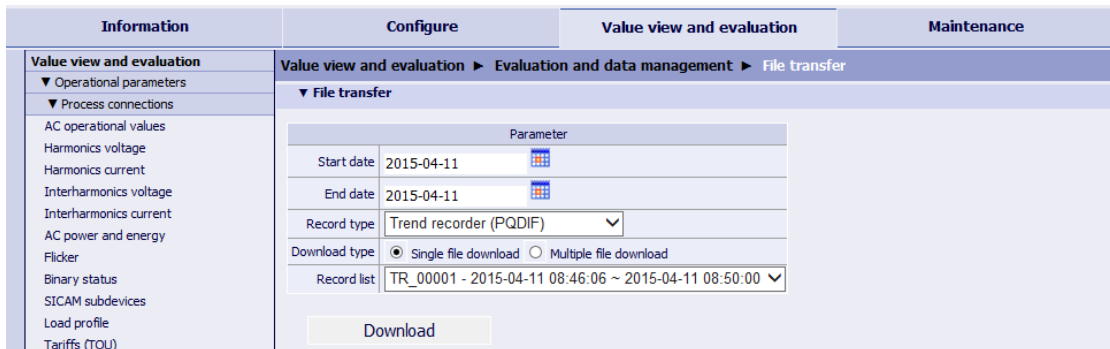 Information Configure Value view and evaluation Maintenance
Value view and evaluation
▼ Operational parameters
▼ Process connections
AC operational values
Harmonics voltage
Harmonics current
Interharmonics voltage
Interharmonics current
AC power and energy
Flicker
Binary status
SICAM subdevices
Load profile
Tariffs (TOU)
Value view and evaluation ► Evaluation and data management ► File transfer
▼ File transfer
Parameter
Start date 2015-04-11
End date 2015-04-11
Record type Trend recorder (PQDIF)
Download type Single file download Multiple file download
Record list TR_00001 - 2015-04-11 08:46:06 ~ 2015-04-11 08:50:00
Download